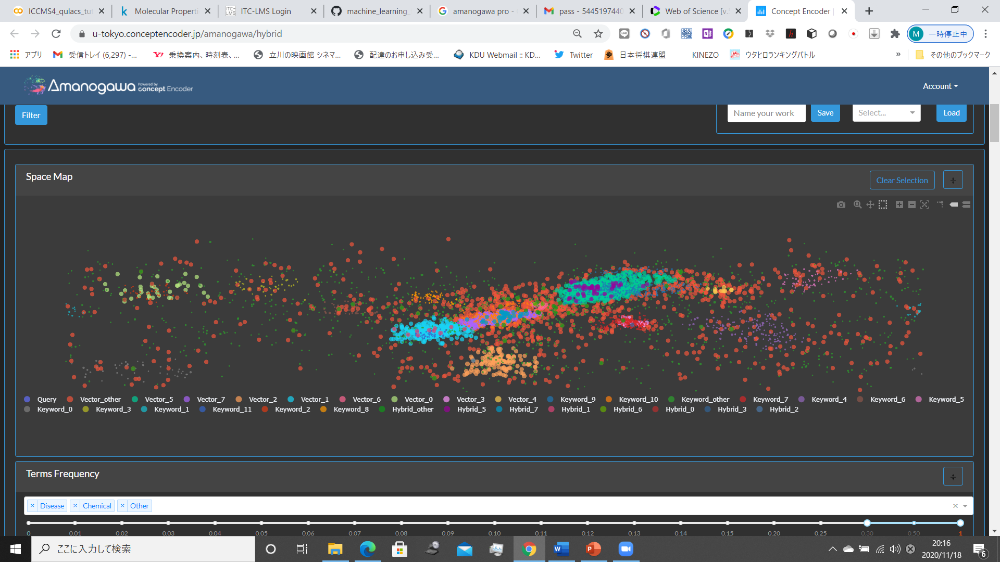 ICCMS4_qulacs_tut
Molecular Properti
ITC-LMS Login
machine_learning_
amanogawa pro -
pass - 5445197440
Web of Science [v.
Concept Encoder |
u-tokyo.conceptencoder.jp/amanogawa/hybrid
M 一時停止中
アプリ
受信トレイ (6,297) -...
乗換案内、時刻表、...
立川の映画館 シネマ...
配達のお申し込み受...
KDU Webmail :: KD...
Twitter
日本将棋連盟
KINEZO
ウタヒロランキングバトル
»
その他のブックマーク
Amanogawa Powered by concept Encoder
Account
Filter
Name your work
Save
Select...
Load
Space Map
Clear Selection
Query Vector_other Vector_5 Vector_7 Vector_2 Vector_1 Vector_6 Vector_0 Vector_3 Vector_4 Keyword_9 Keyword_10 Keyword_other Keyword_7 Keyword_4 Keyword_6 Keyword_5
Keyword_0 Keyword_3 Keyword_1 Keyword_11 Keyword_2 Keyword_8 Hybrid_other Hybrid_5 Hybrid_7 Hybrid_1 Hybrid_6 Hybrid_0 Hybrid_3 Hybrid_2
Terms Frequency
× Disease × Chemical × Other
0 0.01 0.02 0.03 0.04 0.05 0.06 0.07 0.08 0.09 0.10 0.11 0.12 0.13 0.14 0.15 0.20 0.25 0.30 0.50 1
ここに入力して検索
20:16
2020/11/18
6